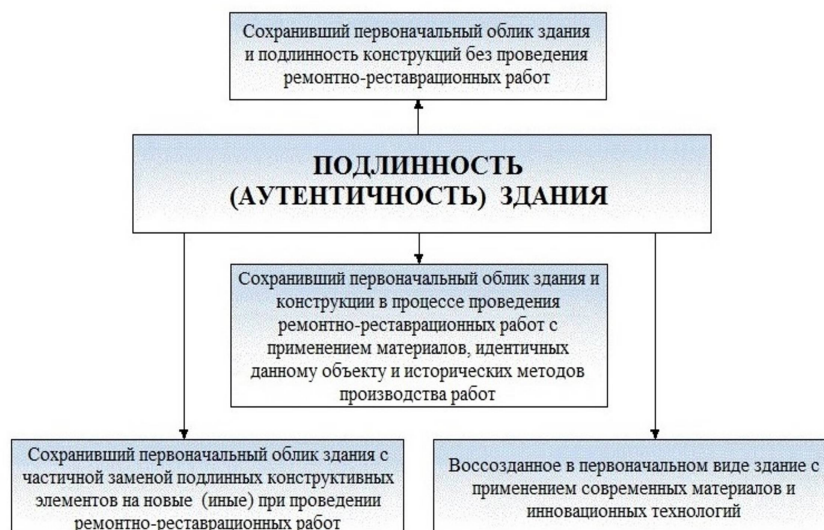 Сохранивший первоначальный облик здания
и подлинность конструкций без проведения
ремонтно-реставрационных работ
ПОДЛИННОСТЬ
(АУТЕНТИЧНОСТЬ) ЗДАНИЯ
Сохранивший первоначальный облик здания и
конструкции в процессе проведения
ремонтно-реставрационных работ с
применением материалов, идентичных
данному объекту и исторических методов
производства работ
Сохранивший первоначальный облик здания с
частичной заменой подлинных конструктивных
элементов на новые (иные) при проведении
ремонтно-реставрационных работ
Воссозданное в первоначальном виде здание с
применением современных материалов и
инновационных технологий